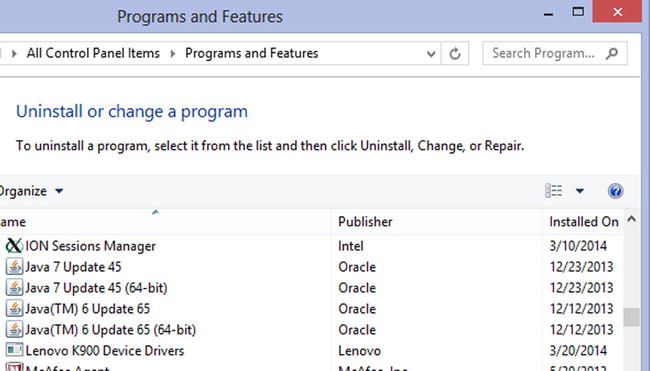 Programs and Features
All Control Panel Items Programs and Features Search Program...
Uninstall or change a program
To uninstall a program, select it from the list and then click Uninstall, Change, or Repair.
Organize
ame Publisher Installed On
ION Sessions Manager Intel 3/10/2014
Java 7 Update 45 Oracle 12/23/2013
Java 7 Update 45 (64-bit) Oracle 12/23/2013
Java(TM) 6 Update 65 Oracle 12/12/2013
Java(TM) 6 Update 65 (64-bit) Oracle 12/12/2013
Lenovo K900 Device Drivers Lenovo 3/20/2014
McAfee Agent McAfee, Inc.